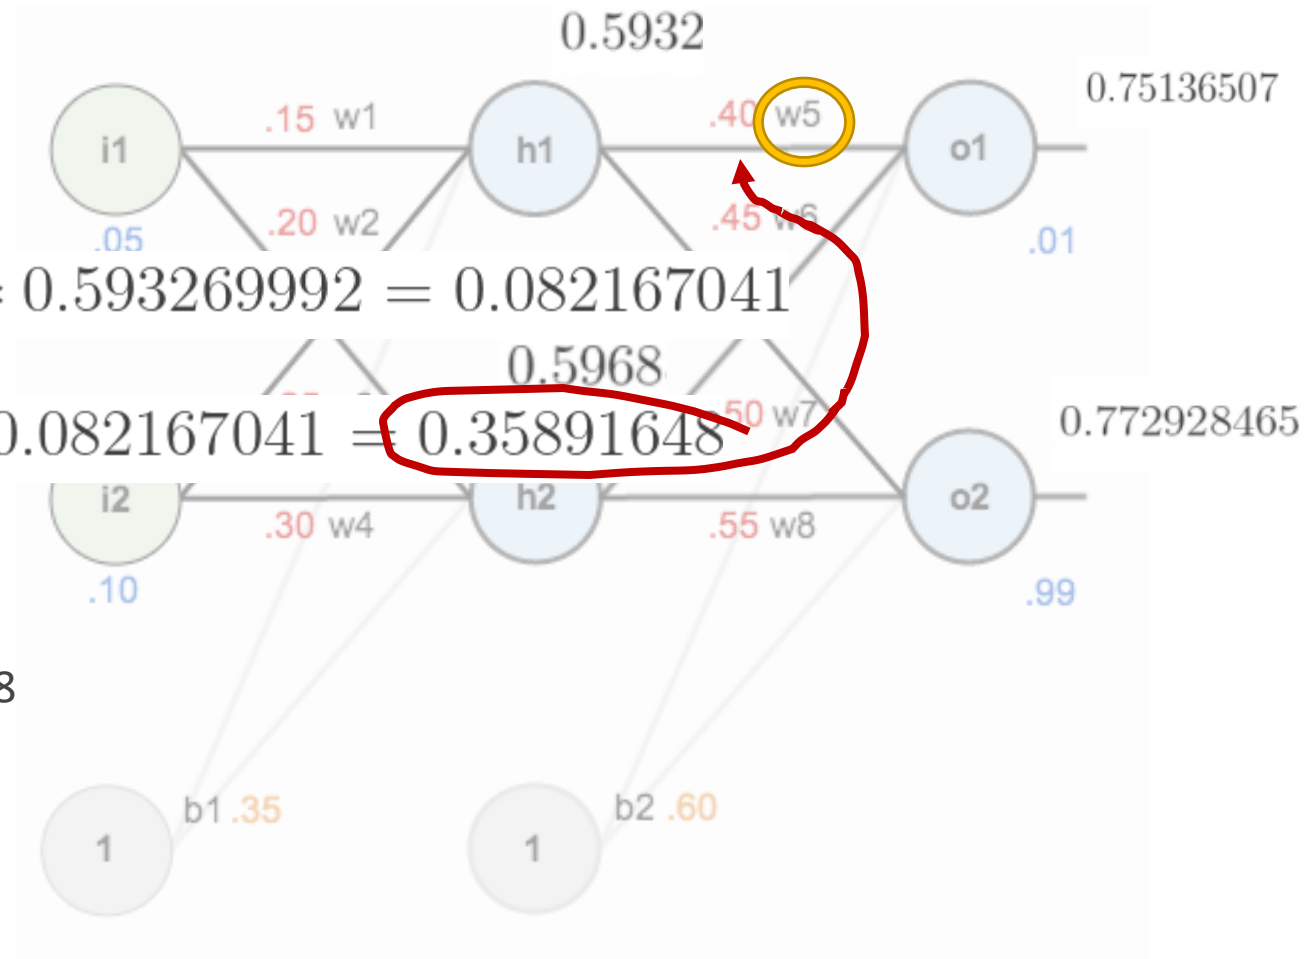 0.5932
0.75136507
.15 w1
.40 w5
i1
h1
o1
.20 w2
.45 w6
.05
.01
0.593269992 = 0.082167041
0.5968
.50 w7
0.772928465
0.082167041 = 0.35891648
i2
h2
o2
.30 w4
.55 w8
.10
.99
8
b1 .35
b2 .60
1
1